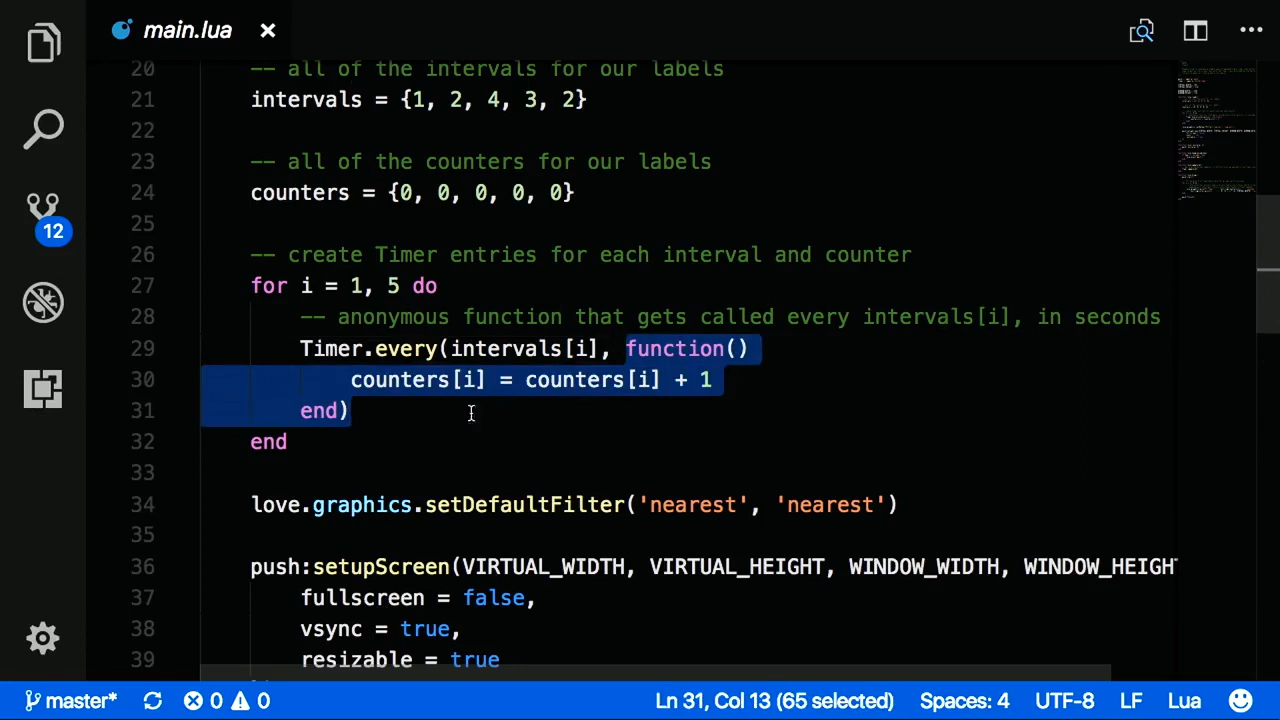 main.lua
20 -- all of the intervals for our labels
21 intervals = {1, 2, 4, 3, 2}
22
23 -- all of the counters for our labels
24 counters = {0, 0, 0, 0, 0}
25
26 -- create Timer entries for each interval and counter
27 for i = 1, 5 do
28 -- anonymous function that gets called every intervals[i], in seconds
29 Timer.every(intervals[i], function()
30 counters[i] = counters[i] + 1
31 end)
32 end
33
34 love.graphics.setDefaultFilter('nearest', 'nearest')
35
36 push:setupScreen(VIRTUAL_WIDTH, VIRTUAL_HEIGHT, WINDOW_WIDTH, WINDOW_HEIGHT
37 fullscreen = false,
38 vsync = true,
39 resizable = true
12
master* 0 0 Ln 31, Col 13 (65 selected) Spaces: 4 UTF-8 LF Lua